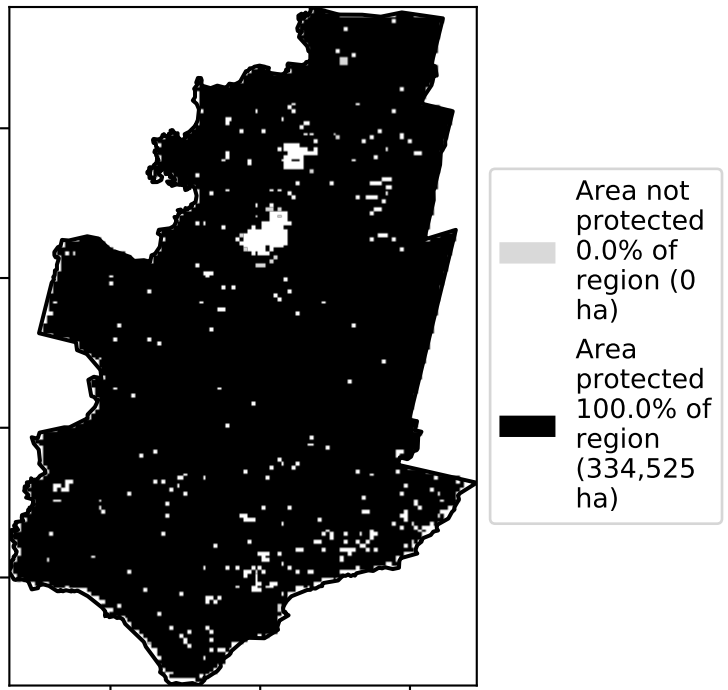 Area not
protected
0.0% of
region (0
ha)
Area
protected
100.0% of
region
(334,525
ha)